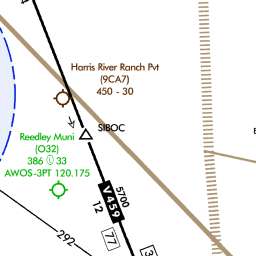 Harris River Ranch Pvt
(9CA7)
450 - 30
SIBOC
Reedley Muni
(O32)
386 Ⓛ 33
AWOS-3PT 120.175
5700
V 459
12
77
292